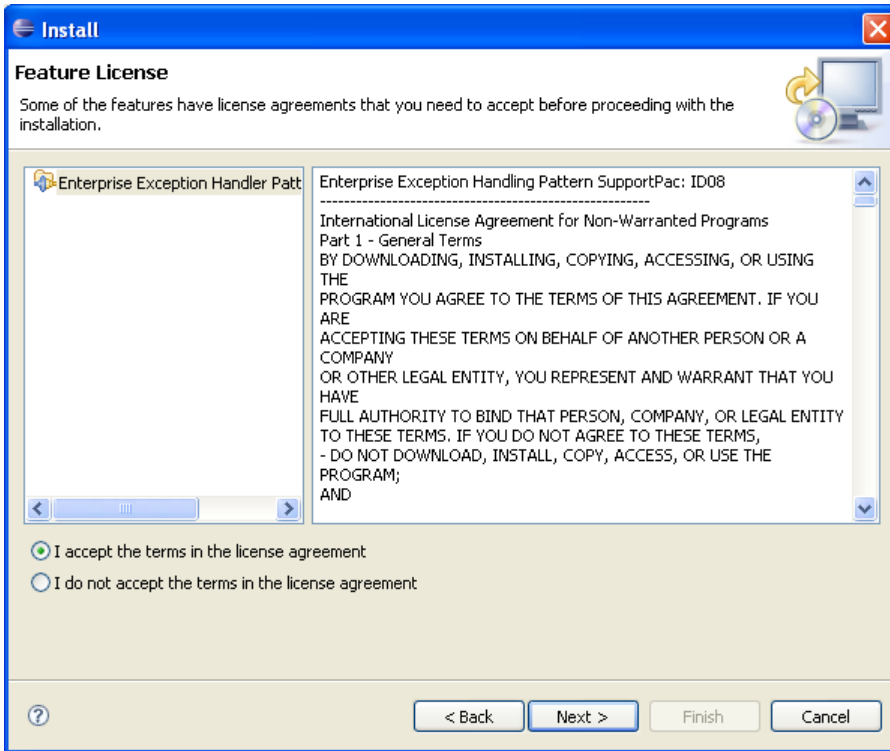 Install
Feature License
Some of the features have license agreements that you need to accept before proceeding with the
installation.
Enterprise Exception Handler Patt
Enterprise Exception Handling Pattern SupportPac: ID08
-------------------------------------------------------
International License Agreement for Non-Warranted Programs
Part 1 - General Terms
BY DOWNLOADING, INSTALLING, COPYING, ACCESSING, OR USING
THE
PROGRAM YOU AGREE TO THE TERMS OF THIS AGREEMENT. IF YOU
ARE
ACCEPTING THESE TERMS ON BEHALF OF ANOTHER PERSON OR A
COMPANY
OR OTHER LEGAL ENTITY, YOU REPRESENT AND WARRANT THAT YOU
HAVE
FULL AUTHORITY TO BIND THAT PERSON, COMPANY, OR LEGAL ENTITY
TO THESE TERMS. IF YOU DO NOT AGREE TO THESE TERMS,
- DO NOT DOWNLOAD, INSTALL, COPY, ACCESS, OR USE THE
PROGRAM;
AND
I accept the terms in the license agreement
I do not accept the terms in the license agreement
?
< Back
Next >
Finish
Cancel